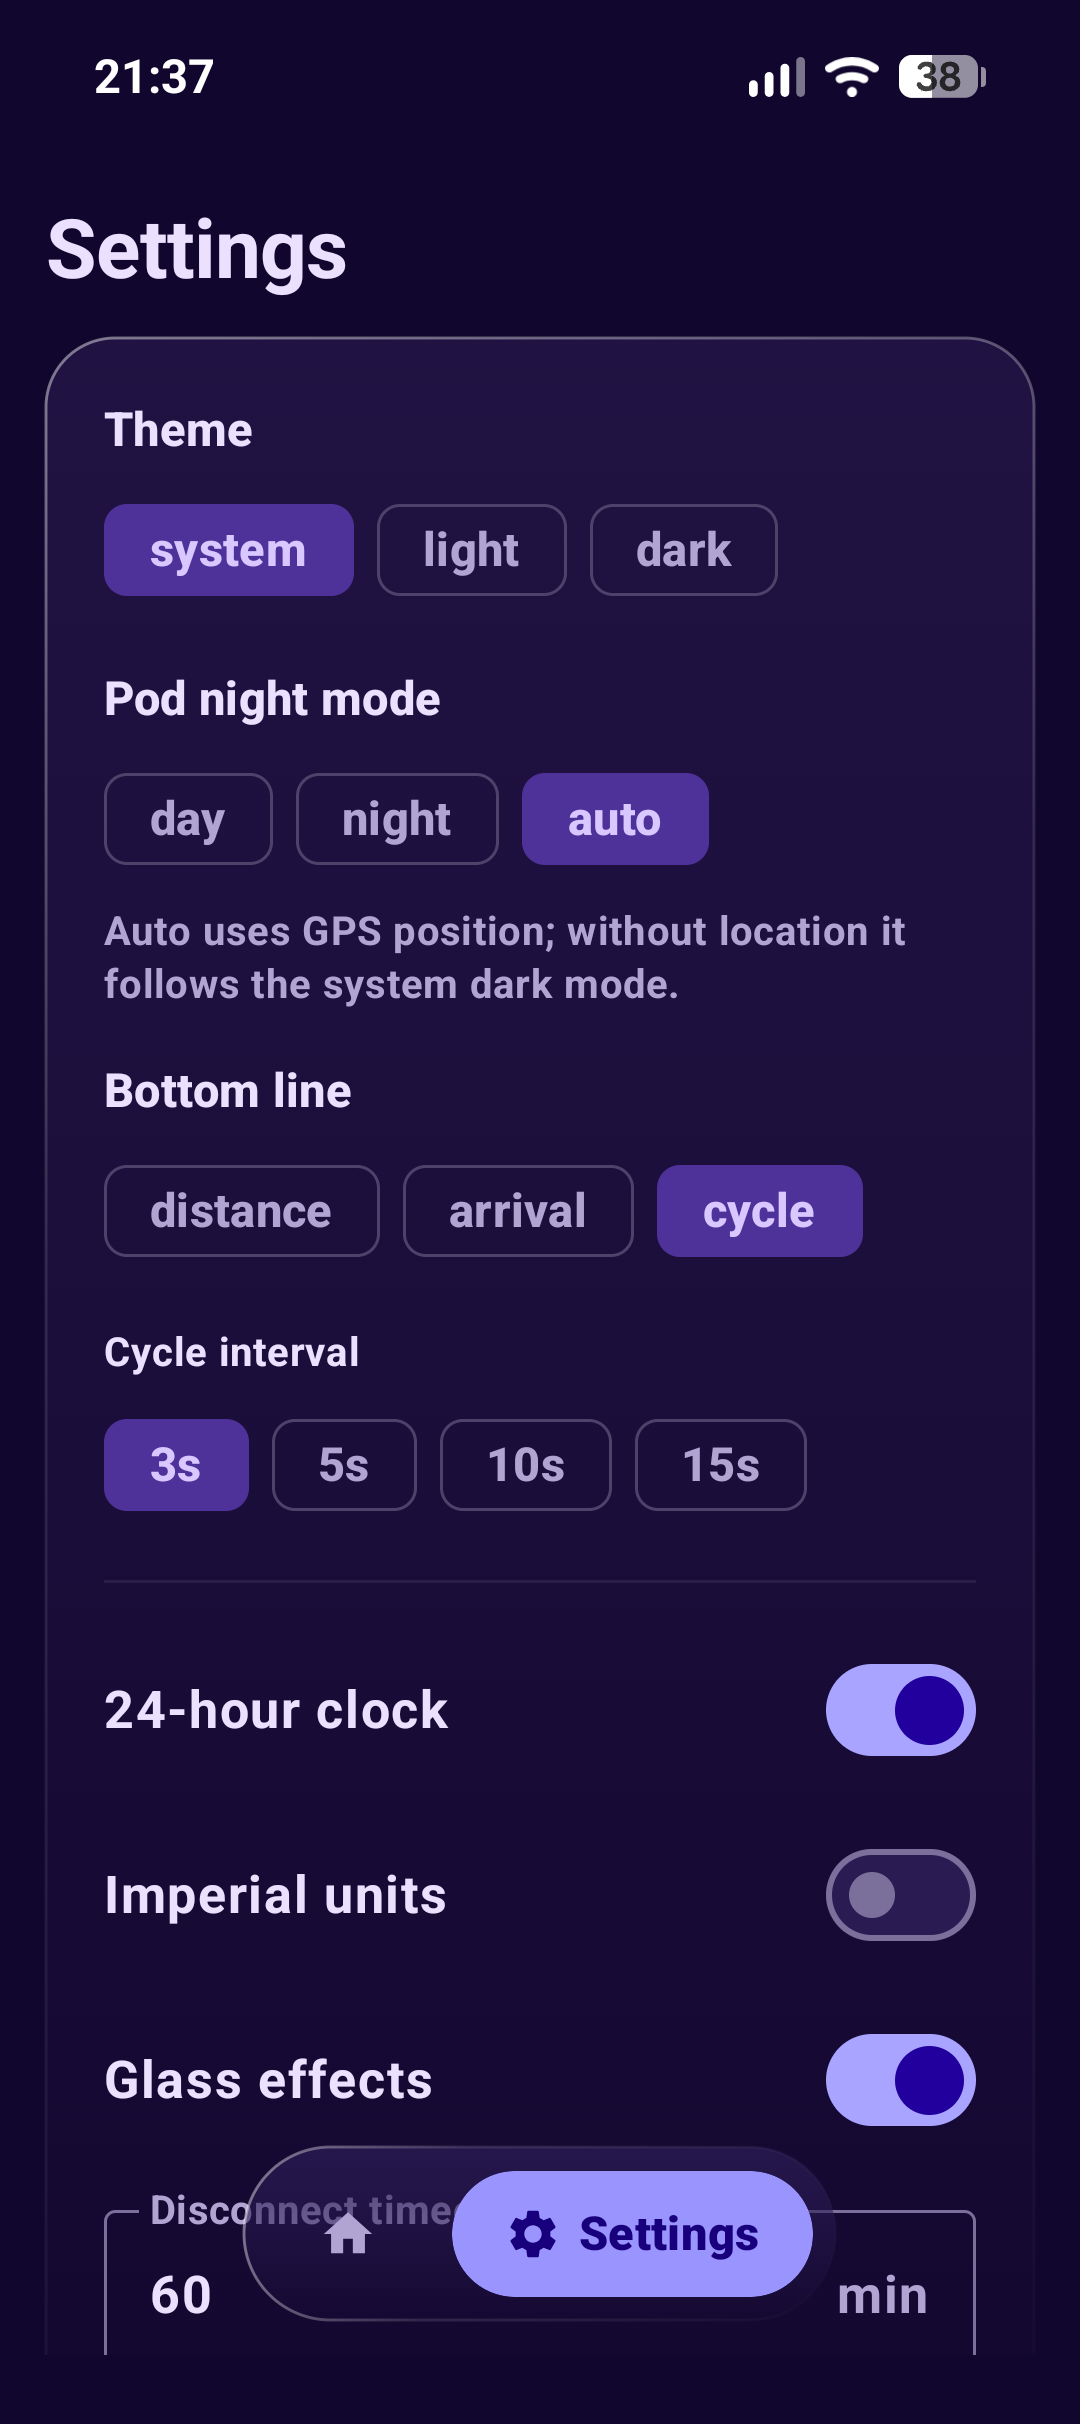 21:37
38
Settings
Theme
system light dark
Pod night mode
day night auto
Auto uses GPS position; without location it
follows the system dark mode.
Bottom line
distance arrival cycle
Cycle interval
3s 5s 10s 15s
24-hour clock
Imperial units
Glass effects
Disconnect
Settings
60 min